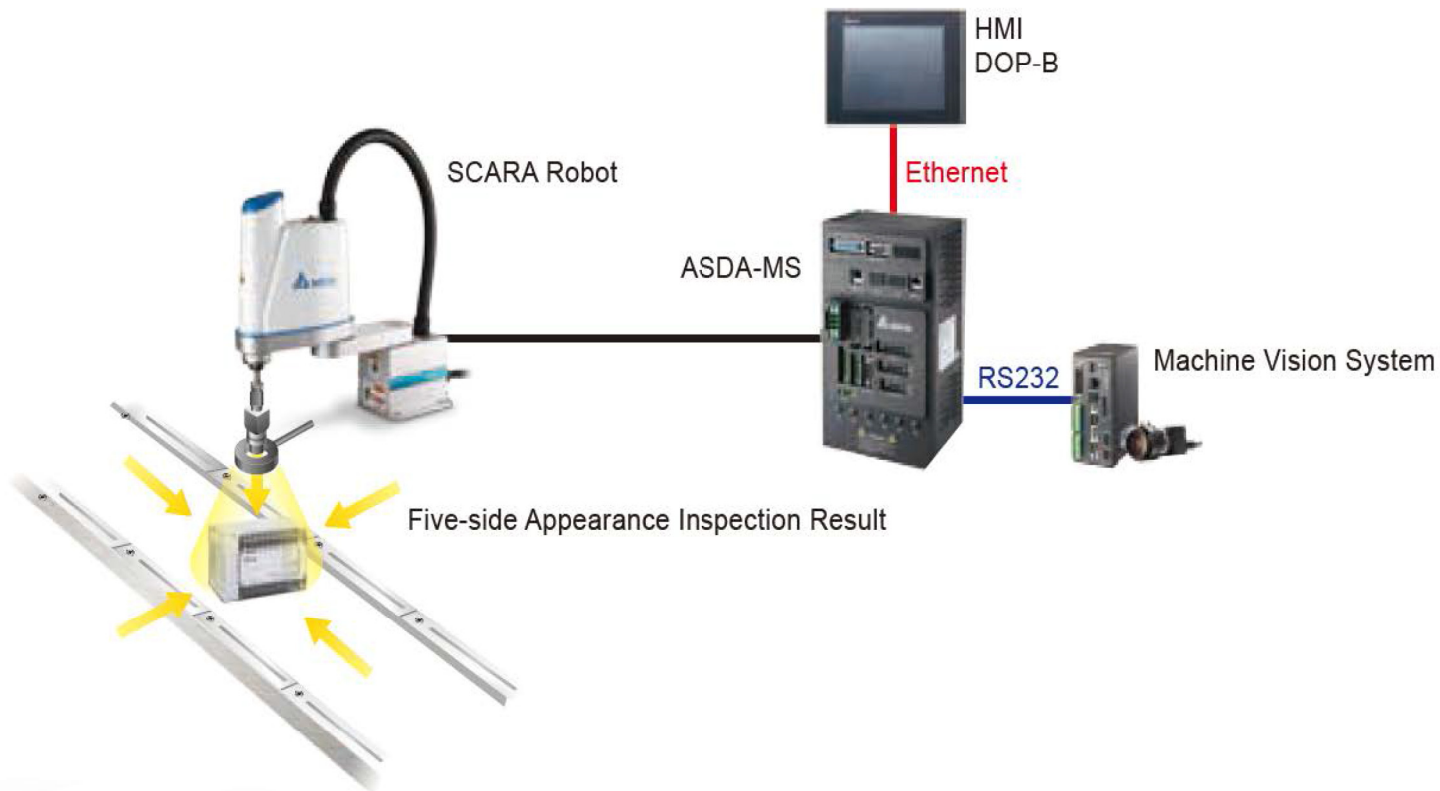 HMI
DOP-B
SCARA Robot
Ethernet
ASDA-MS
RS232
Machine Vision System
Five-side Appearance Inspection Result